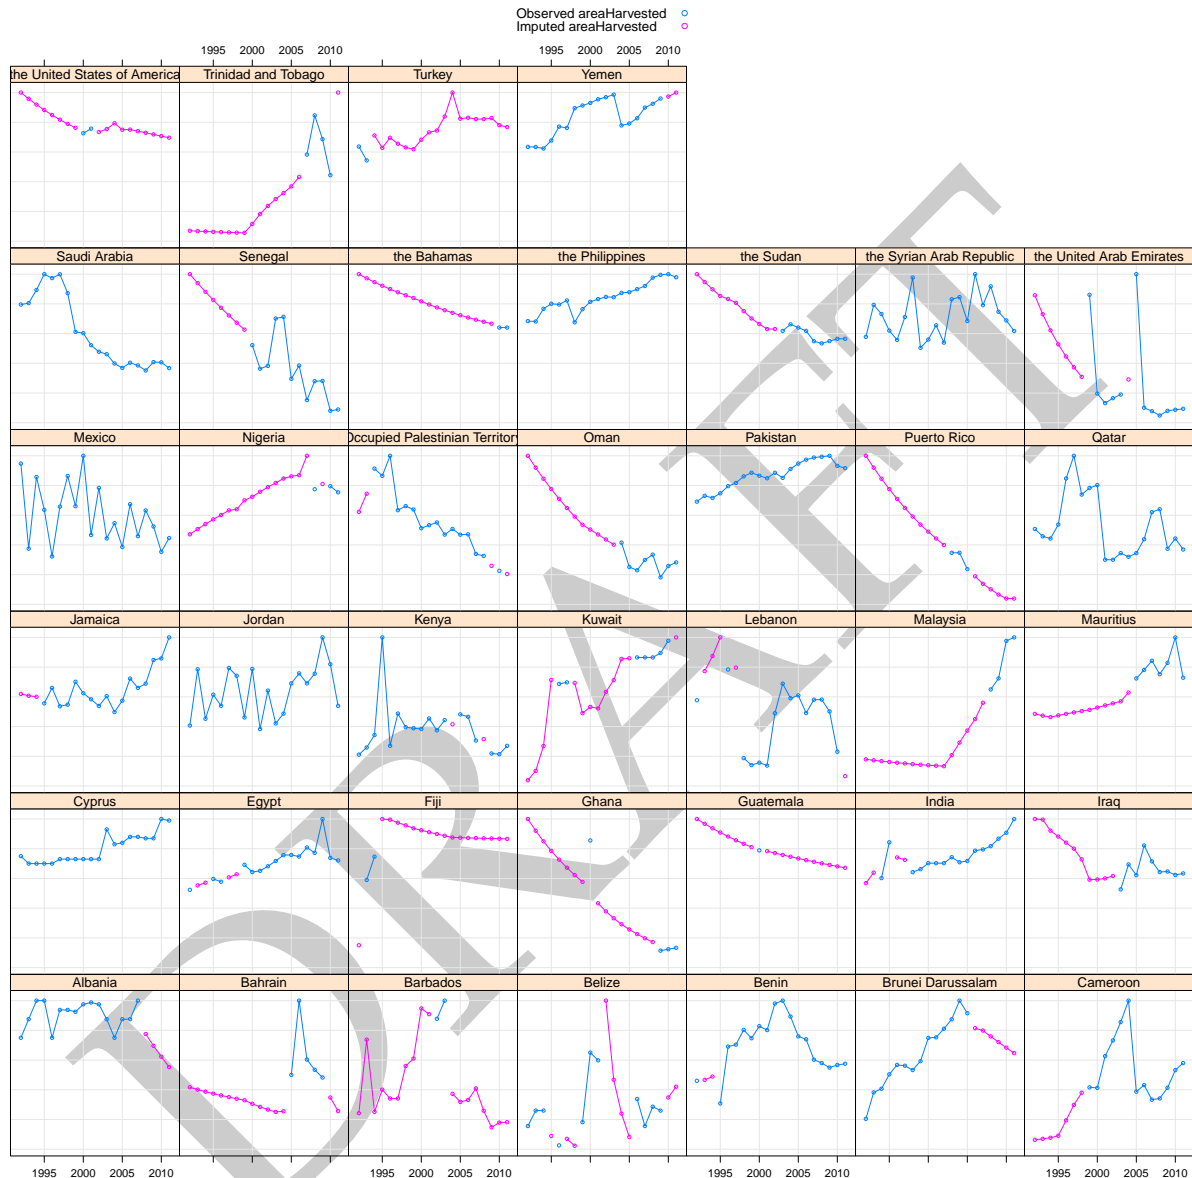 Observed areaHarvested
Imputed areaHarvested
1995 2000 2005 2010 1995 2000 2005 2010
the United States of America Trinidad and Tobago Turkey Yemen
Saudi Arabia Senegal the Bahamas the Philippines the Sudan the Syrian Arab Republic the United Arab Emirates
Mexico Nigeria Occupied Palestinian Territory Oman Pakistan Puerto Rico Qatar
Jamaica Jordan Kenya Kuwait Lebanon Malaysia Mauritius
Cyprus Egypt Fiji Ghana Guatemala India Iraq
Albania Bahrain Barbados Belize Benin Brunei Darussalam Cameroon
1995 2000 2005 2010 1995 2000 2005 2010 1995 2000 2005 2010 1995 2000 2005 2010
DRAFT